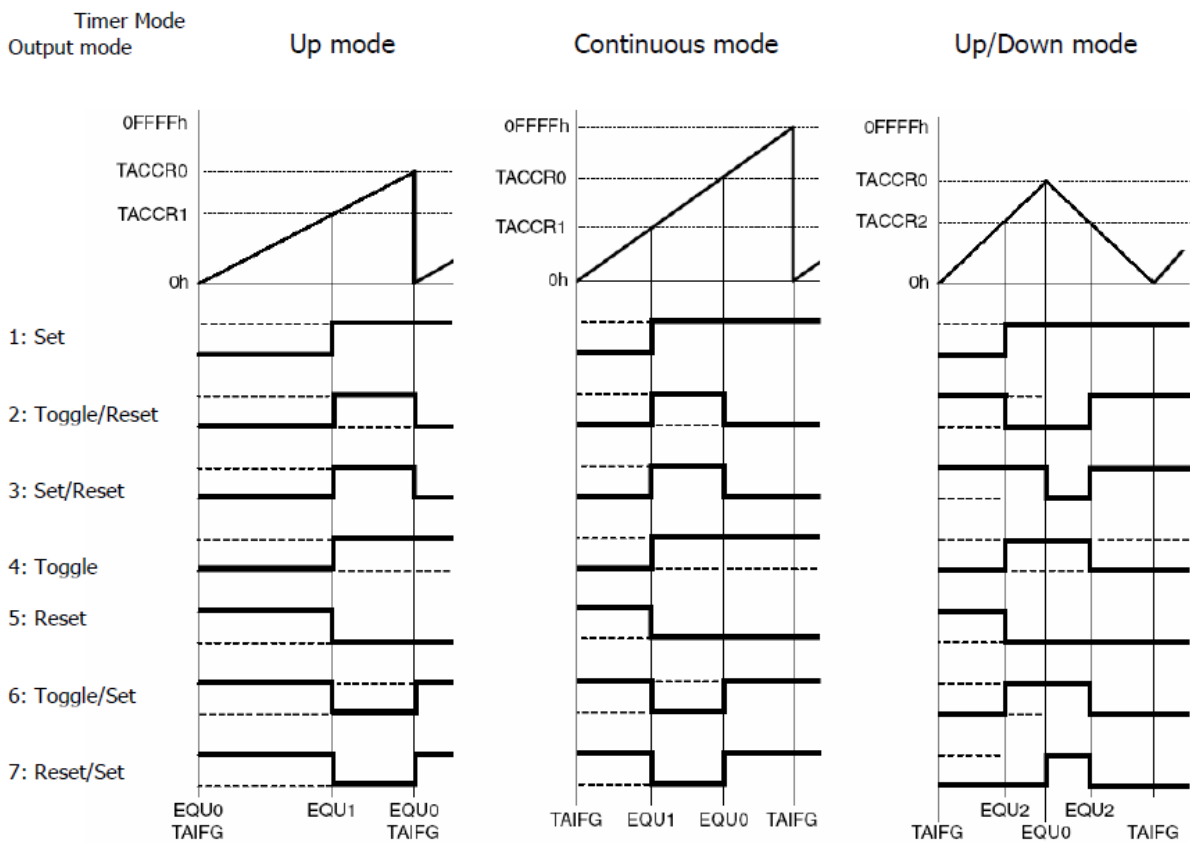 Timer Mode
Output mode
Up mode
Continuous mode
Up/Down mode
0FFFFh
TACCR0
TACCR1
0h
0FFFFh
TACCR0
TACCR1
0h
0FFFFh
TACCR0
TACCR2
0h
1: Set
2: Toggle/Reset
3: Set/Reset
4: Toggle
5: Reset
6: Toggle/Set
7: Reset/Set
EQU0
TAIFG
EQU1
EQU0
TAIFG
TAIFG
EQU1
EQU0
TAIFG
TAIFG
EQU2
EQU0
EQU2
TAIFG